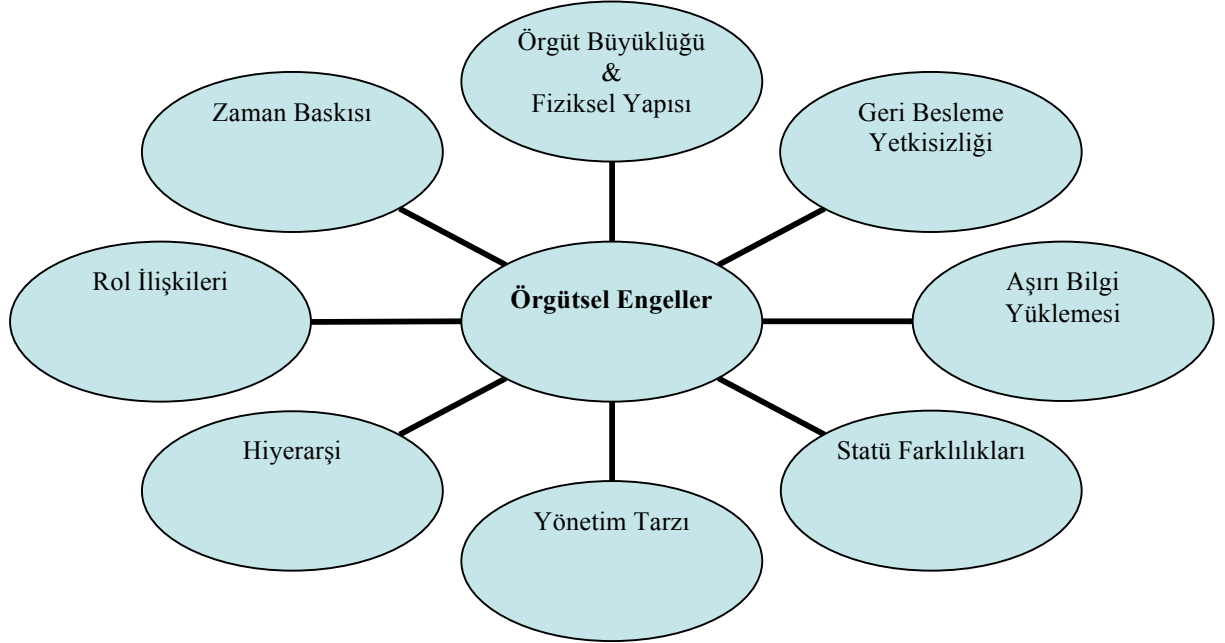 Örgüt Büyüklüğü
&
Fiziksel Yapısı
Zaman Baskısı
Geri Besleme
Yetkisizliği
Rol İlişkileri
Örgütsel Engeller
Aşırı Bilgi
Yüklemesi
Hiyerarşi
Statü Farklılıkları
Yönetim Tarzı